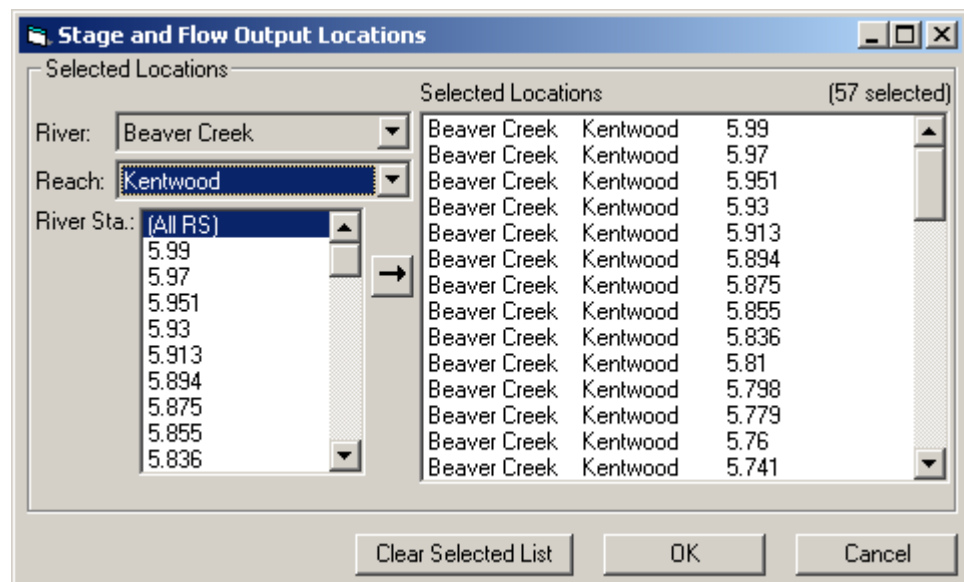 Stage and Flow Output Locations
Selected Locations
Selected Locations (57 selected)
River: Beaver Creek
Reach: Kentwood
River Sta.: (All RS)
5.99
5.97
5.951
5.93
5.913
5.894
5.875
5.855
5.836
Beaver Creek Kentwood 5.99
Beaver Creek Kentwood 5.97
Beaver Creek Kentwood 5.951
Beaver Creek Kentwood 5.93
Beaver Creek Kentwood 5.913
Beaver Creek Kentwood 5.894
Beaver Creek Kentwood 5.875
Beaver Creek Kentwood 5.855
Beaver Creek Kentwood 5.836
Beaver Creek Kentwood 5.81
Beaver Creek Kentwood 5.798
Beaver Creek Kentwood 5.779
Beaver Creek Kentwood 5.76
Beaver Creek Kentwood 5.741
Clear Selected List OK Cancel